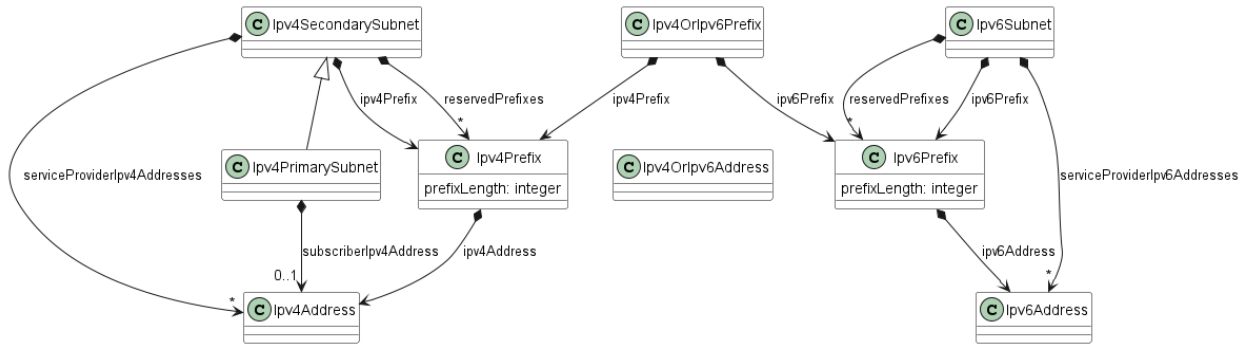 C Ipv4SecondarySubnet
C Ipv4OrIpv6Prefix
C Ipv6Subnet
ipv4Prefix
reservedPrefixes
*
ipv4Prefix
ipv6Prefix
reservedPrefixes
*
ipv6Prefix
serviceProviderIpv4Addresses
C Ipv4PrimarySubnet
C Ipv4Prefix
prefixLength: integer
C Ipv4OrIpv6Address
C Ipv6Prefix
prefixLength: integer
serviceProviderIpv6Addresses
subscriberIpv4Address
0..1
ipv4Address
ipv6Address
*
*
C Ipv4Address
C Ipv6Address